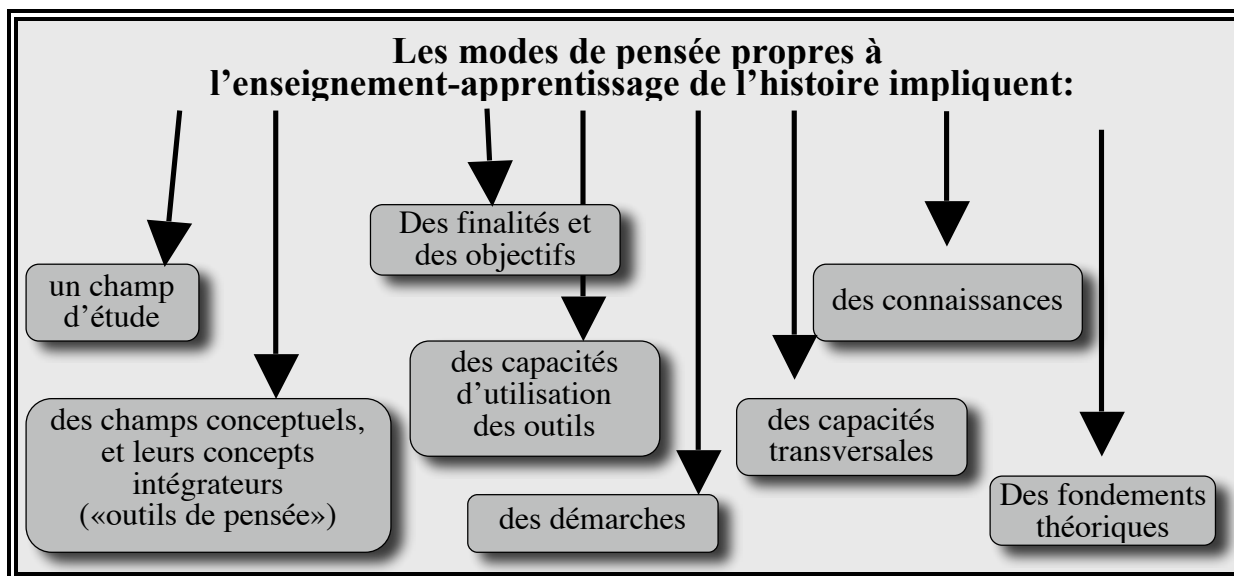 Les modes de pensée propres à
l’enseignement-apprentissage de l’histoire impliquent:
un champ
d’étude
des champs conceptuels,
et leurs concepts
intégrateurs
(«outils de pensée»)
Des finalités et
des objectifs
des capacités
d’utilisation
des outils
des démarches
des capacités
transversales
des connaissances
Des fondements
théoriques